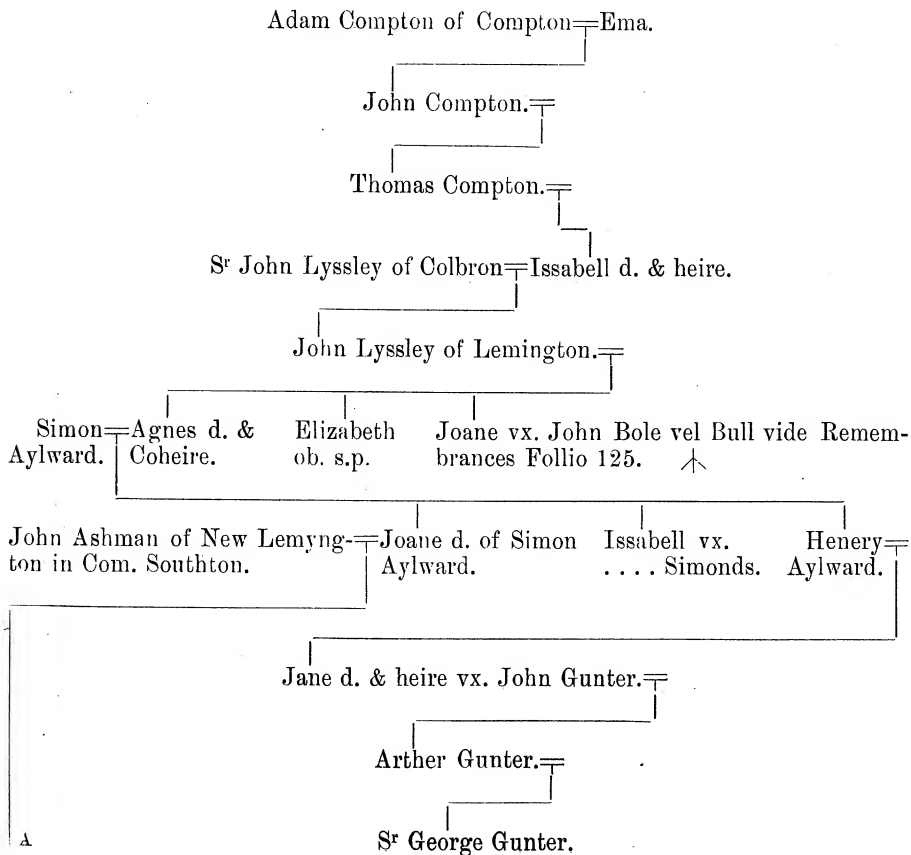 Adam Compton of Compton=Ema.
John Compton.=
Thomas Compton.=
Sʳ John Lyssley of Colbron=Issabell d. & heire.
John Lyssley of Lemington.=
Simon=Agnes d. & Elizabeth Joane vx. John Bole vel Bull vide Remem-
Aylward. Coheire. ob. s.p. brances Follio 125.
John Ashman of New Lemyng-=Joane d. of Simon Issabell vx. Henery=
ton in Com. Southton. Aylward. .... Simonds. Aylward.
Jane d. & heire vx. John Gunter.=
Arther Gunter.=
A Sʳ George Gunter.